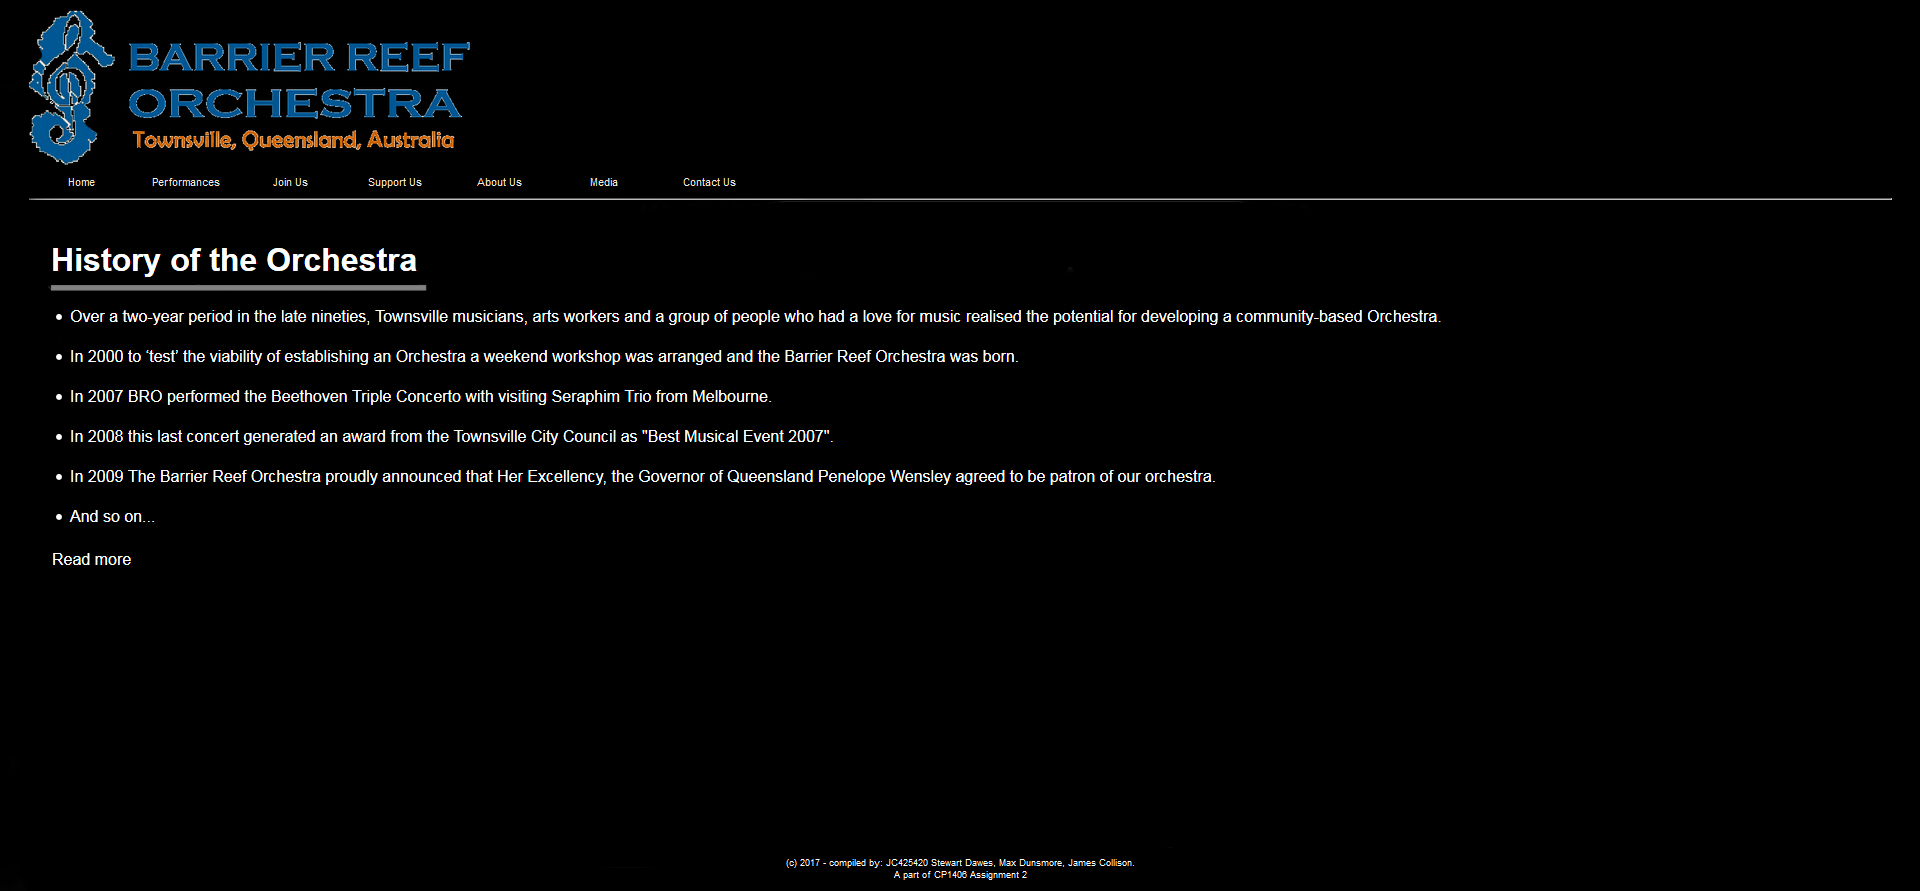 BARRIER REEF
ORCHESTRA
Townsville, Queensland, Australia
Home Performances Join Us Support Us About Us Media Contact Us
History of the Orchestra
• Over a two-year period in the late nineties, Townsville musicians, arts workers and a group of people who had a love for music realised the potential for developing a community-based Orchestra.
• In 2000 to ‘test’ the viability of establishing an Orchestra a weekend workshop was arranged and the Barrier Reef Orchestra was born.
• In 2007 BRO performed the Beethoven Triple Concerto with visiting Seraphim Trio from Melbourne.
• In 2008 this last concert generated an award from the Townsville City Council as "Best Musical Event 2007".
• In 2009 The Barrier Reef Orchestra proudly announced that Her Excellency, the Governor of Queensland Penelope Wensley agreed to be patron of our orchestra.
• And so on...
Read more
(c) 2017 - compiled by: JC425420 Stewart Dawes, Max Dunsmore, James Collison.
A part of CP1406 Assignment 2